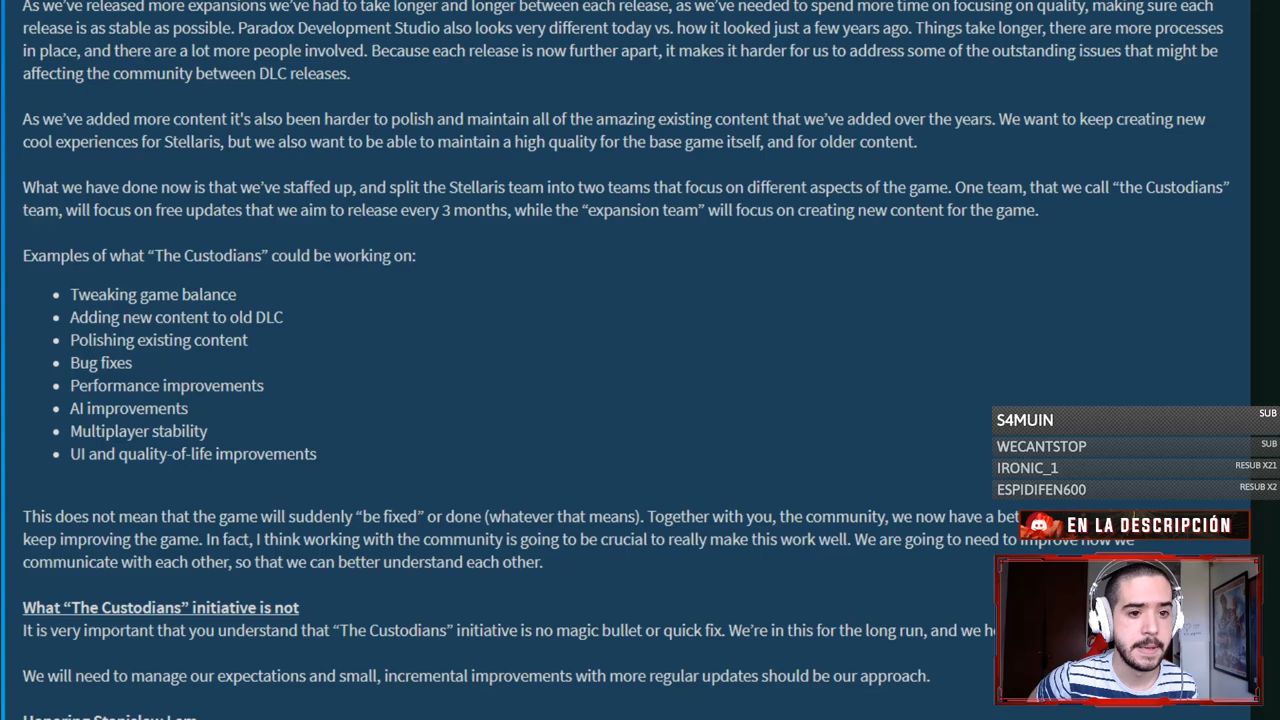 As we've released more expansions we've had to take longer and longer between each release, as we've needed to spend more time on focusing on quality, making sure each
release is as stable as possible. Paradox Development Studio also looks very different today vs. how it looked just a few years ago. Things take longer, there are more processes
in place, and there are a lot more people involved. Because each release is now further apart, it makes it harder for us to address some of the outstanding issues that might be
affecting the community between DLC releases.
As we've added more content it's also been harder to polish and maintain all of the amazing existing content that we've added over the years. We want to keep creating new
cool experiences for Stellaris, but we also want to be able to maintain a high quality for the base game itself, and for older content.
What we have done now is that we've staffed up, and split the Stellaris team into two teams that focus on different aspects of the game. One team, that we call “the Custodians”
team, will focus on free updates that we aim to release every 3 months, while the “expansion team” will focus on creating new content for the game.
Examples of what “The Custodians” could be working on:
• Tweaking game balance
• Adding new content to old DLC
• Polishing existing content
• Bug fixes
• Performance improvements
• AI improvements
• Multiplayer stability
• UI and quality-of-life improvements
S4MUIN SUB
WECANTSTOP SUB
IRONIC_1 RESUB X21
ESPIDIFEN600 RESUB X2
This does not mean that the game will suddenly “be fixed” or done (whatever that means). Together with you, the community, we now have a bet
EN LA DESCRIPCIÓN
keep improving the game. In fact, I think working with the community is going to be crucial to really make this work well. We are going to need to improve how we
communicate with each other, so that we can better understand each other.
What “The Custodians” initiative is not
It is very important that you understand that “The Custodians” initiative is no magic bullet or quick fix. We're in this for the long run, and we h
We will need to manage our expectations and small, incremental improvements with more regular updates should be our approach.
Honoring Stanislaw Lem